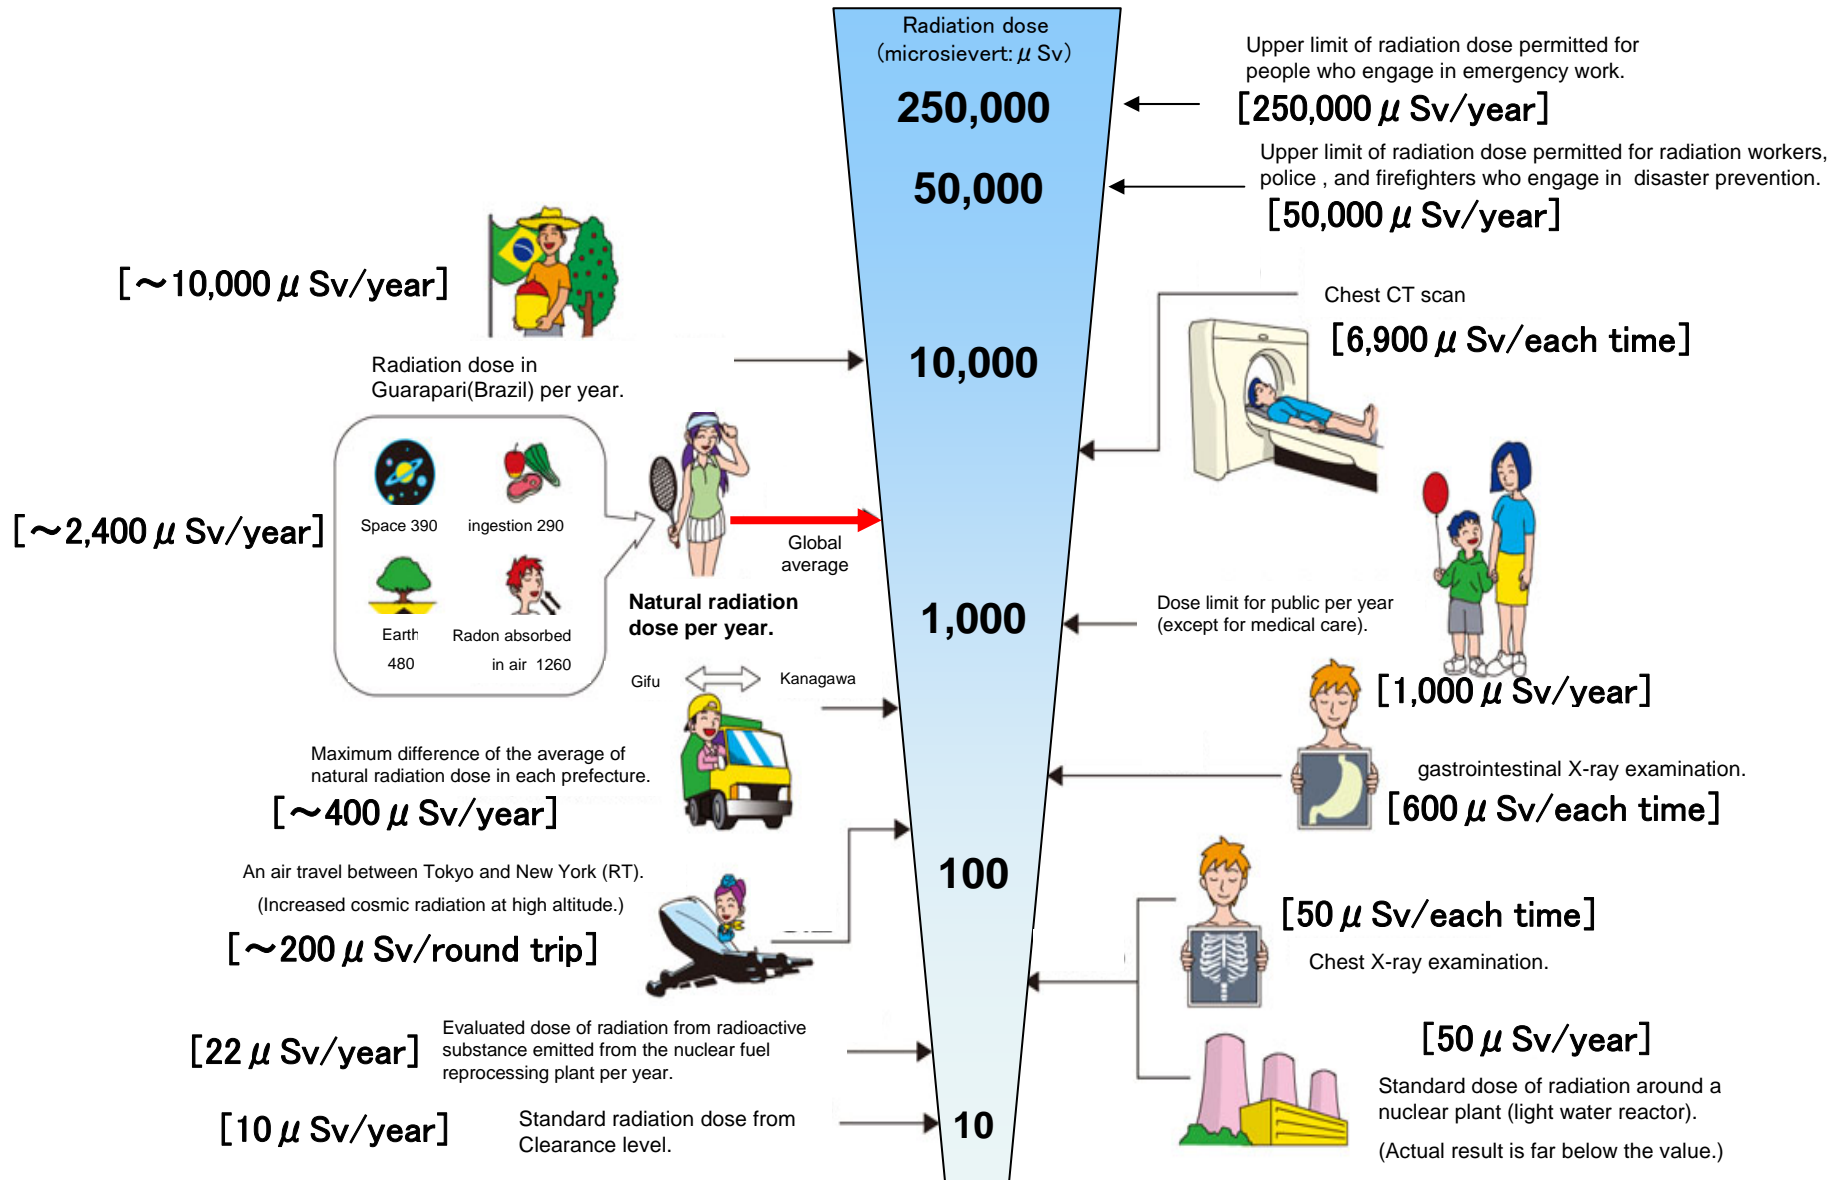 Radiation dose
(microsievert: μ Sv)
250,000
50,000
10,000
1,000
100
10
[~10,000 μ Sv/year]
Radiation dose in
Guarapari(Brazil) per year.
[~2,400 μ Sv/year]
Space 390
ingestion 290
Earth
480
Radon absorbed
in air 1260
Global
average
Natural radiation
dose per year.
Gifu
Kanagawa
Maximum difference of the average of
natural radiation dose in each prefecture.
[~400 μ Sv/year]
An air travel between Tokyo and New York (RT).
(Increased cosmic radiation at high altitude.)
[~200 μ Sv/round trip]
[22 μ Sv/year]
Evaluated dose of radiation from radioactive
substance emitted from the nuclear fuel
reprocessing plant per year.
[10 μ Sv/year]
Standard radiation dose from
Clearance level.
Upper limit of radiation dose permitted for
people who engage in emergency work.
[250,000 μ Sv/year]
Upper limit of radiation dose permitted for radiation workers,
police , and firefighters who engage in disaster prevention.
[50,000 μ Sv/year]
Chest CT scan
[6,900 μ Sv/each time]
Dose limit for public per year
(except for medical care).
[1,000 μ Sv/year]
gastrointestinal X-ray examination.
[600 μ Sv/each time]
[50 μ Sv/each time]
Chest X-ray examination.
[50 μ Sv/year]
Standard dose of radiation around a
nuclear plant (light water reactor).
(Actual result is far below the value.)